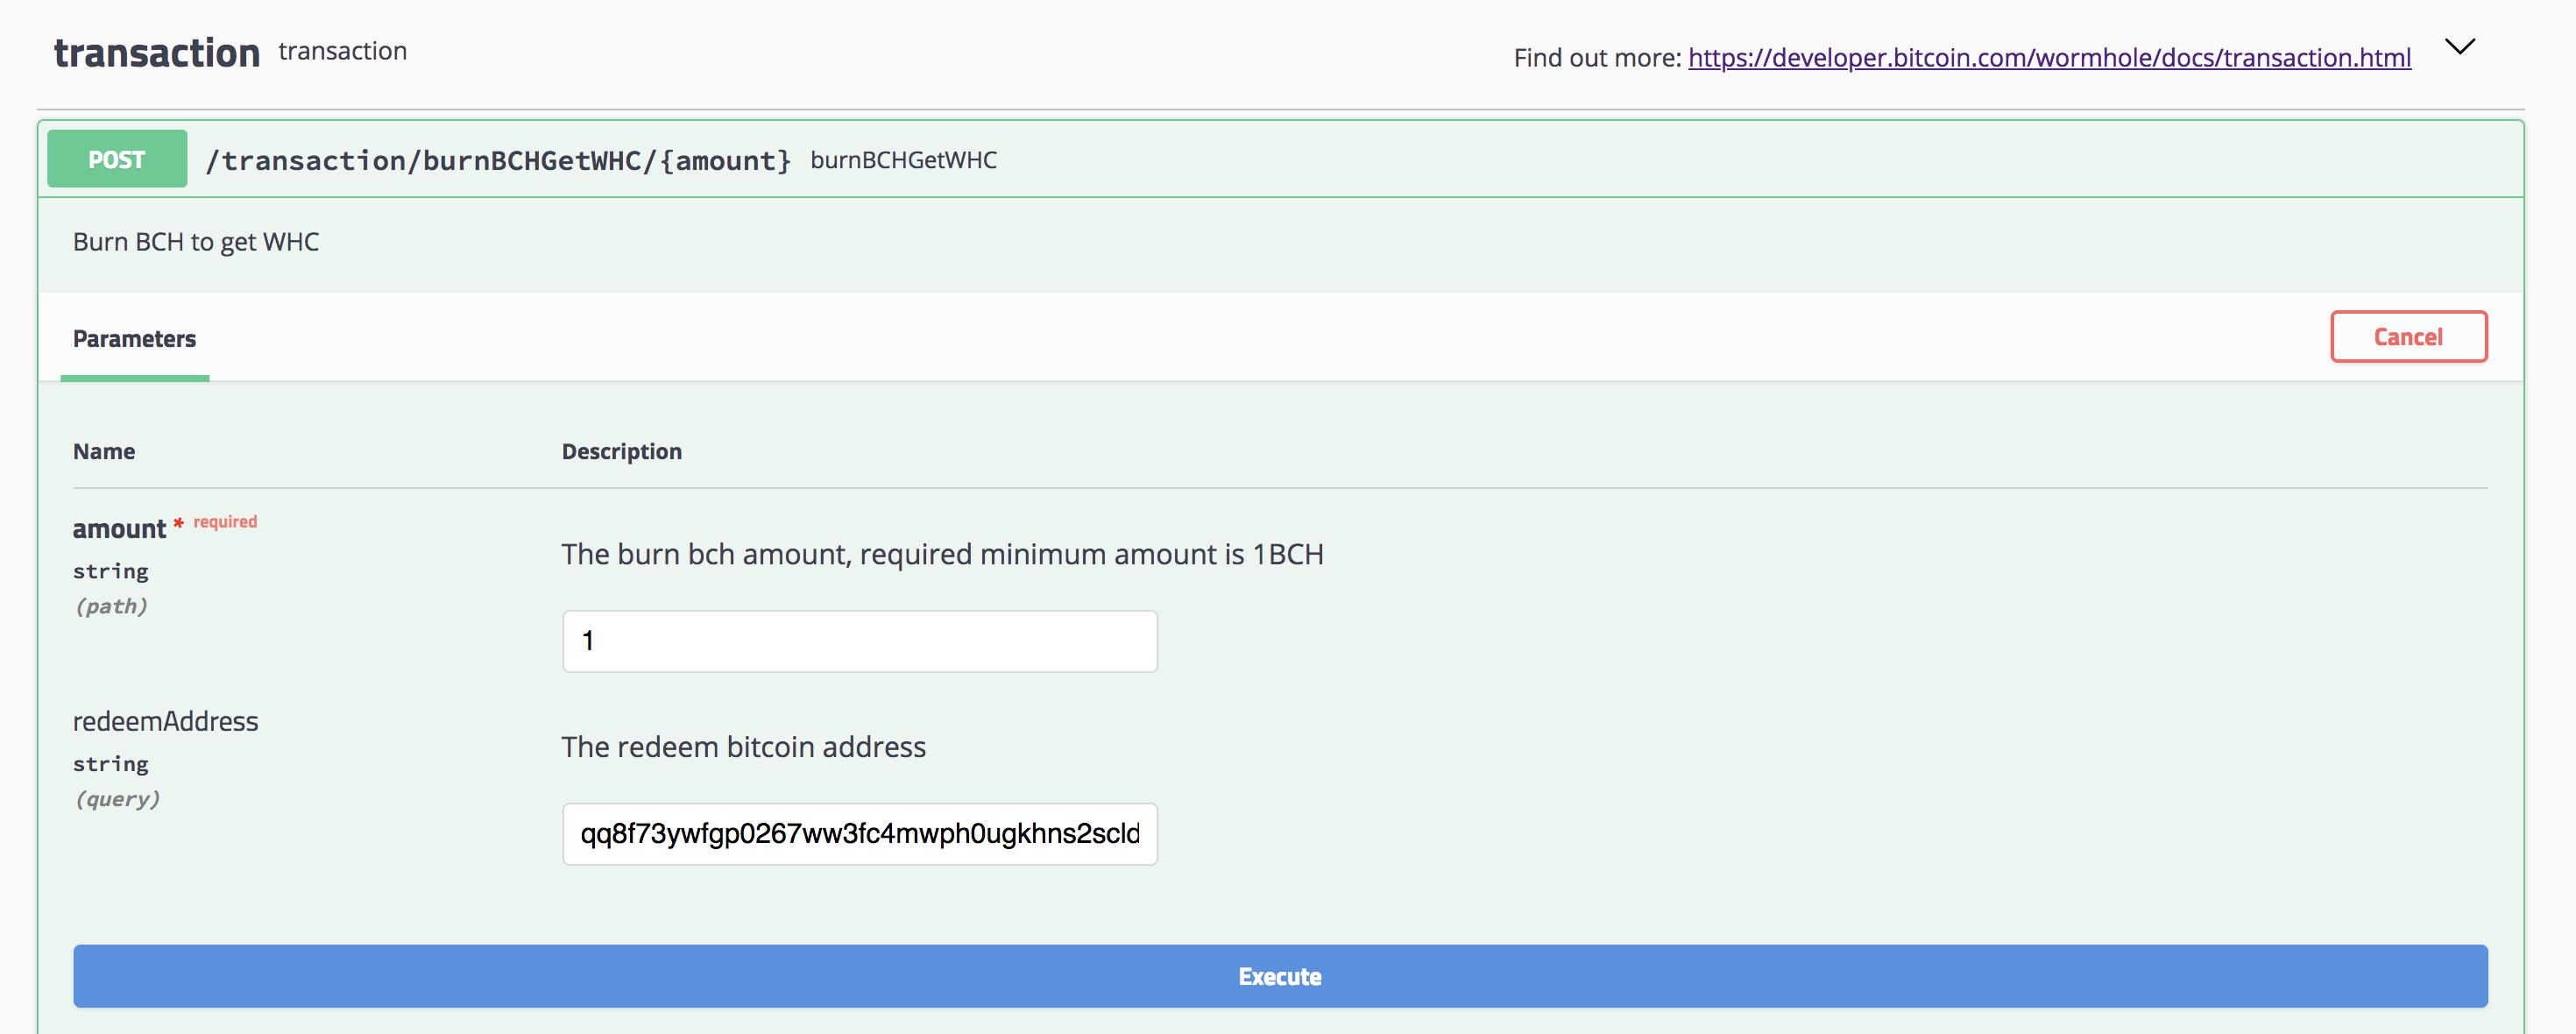 transaction transaction
Find out more: https://developer.bitcoin.com/wormhole/docs/transaction.html
POST /transaction/burnBCHGetWHC/{amount} burnBCHGetWHC
Burn BCH to get WHC
Parameters
Cancel
Name Description
amount * required
string
(path)
The burn bch amount, required minimum amount is 1BCH
1
redeemAddress
string
(query)
The redeem bitcoin address
qq8f73ywfgp0267ww3fc4mwph0ugkhns2scld
Execute